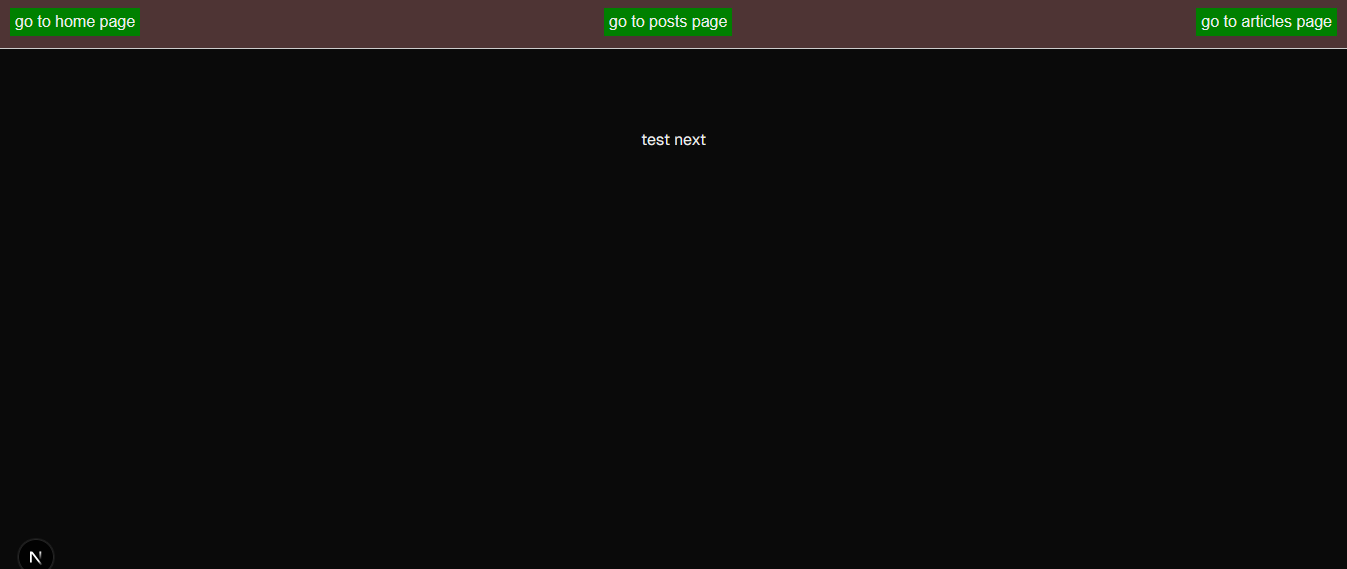 go to home page
go to posts page
go to articles page
test next
N